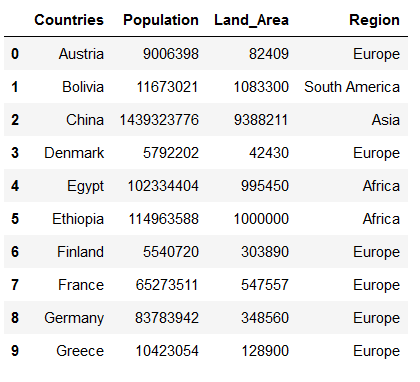 Countries Population Land_Area Region
0 Austria 9006398 82409 Europe
1 Bolivia 11673021 1083300 South America
2 China 1439323776 9388211 Asia
3 Denmark 5792202 42430 Europe
4 Egypt 102334404 995450 Africa
5 Ethiopia 114963588 1000000 Africa
6 Finland 5540720 303890 Europe
7 France 65273511 547557 Europe
8 Germany 83783942 348560 Europe
9 Greece 10423054 128900 Europe